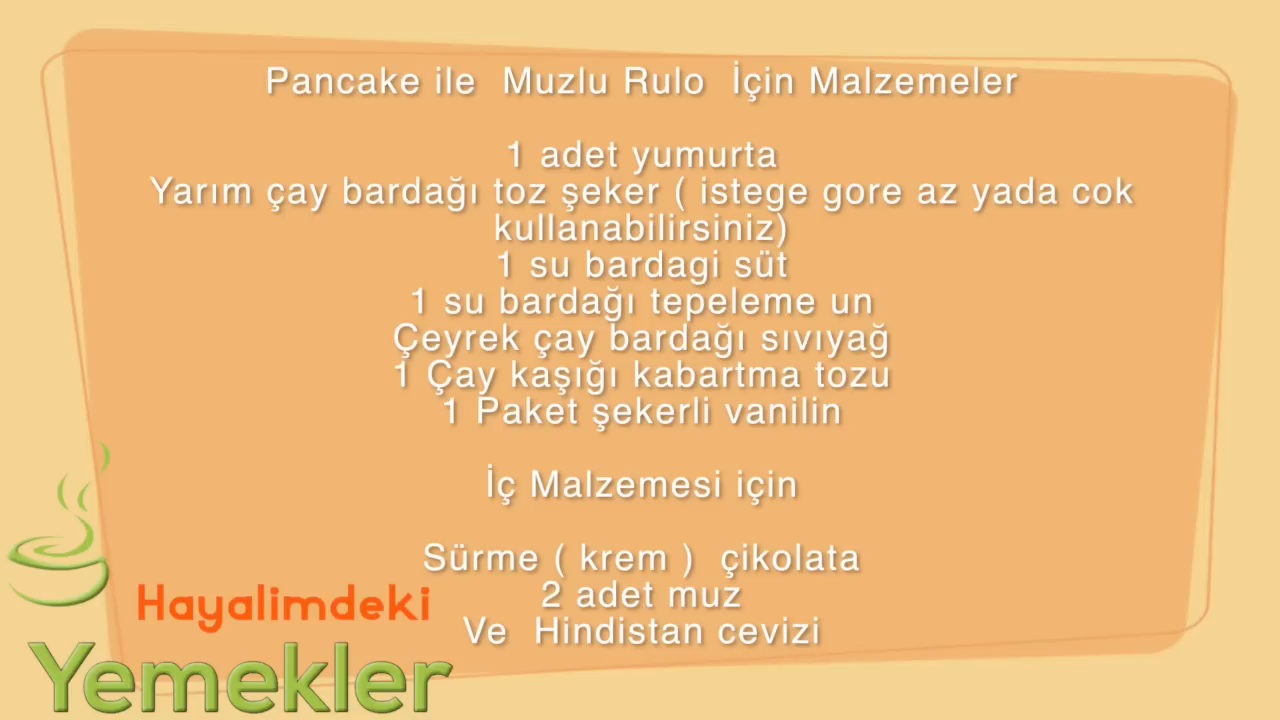 Pancake ile Muzlu Rulo İçin Malzemeler
1 adet yumurta
Yarım çay bardağı toz şeker ( istege gore az yada cok
kullanabilirsiniz)
1 su bardagi süt
1 su bardağı tepeleme un
Çeyrek çay bardağı sıvıyağ
1 Çay kaşığı kabartma tozu
1 Paket şekerli vanilin
İç Malzemesi için
Sürme ( krem ) çikolata
2 adet muz
Ve Hindistan cevizi
Hayalimdeki
Yemekler